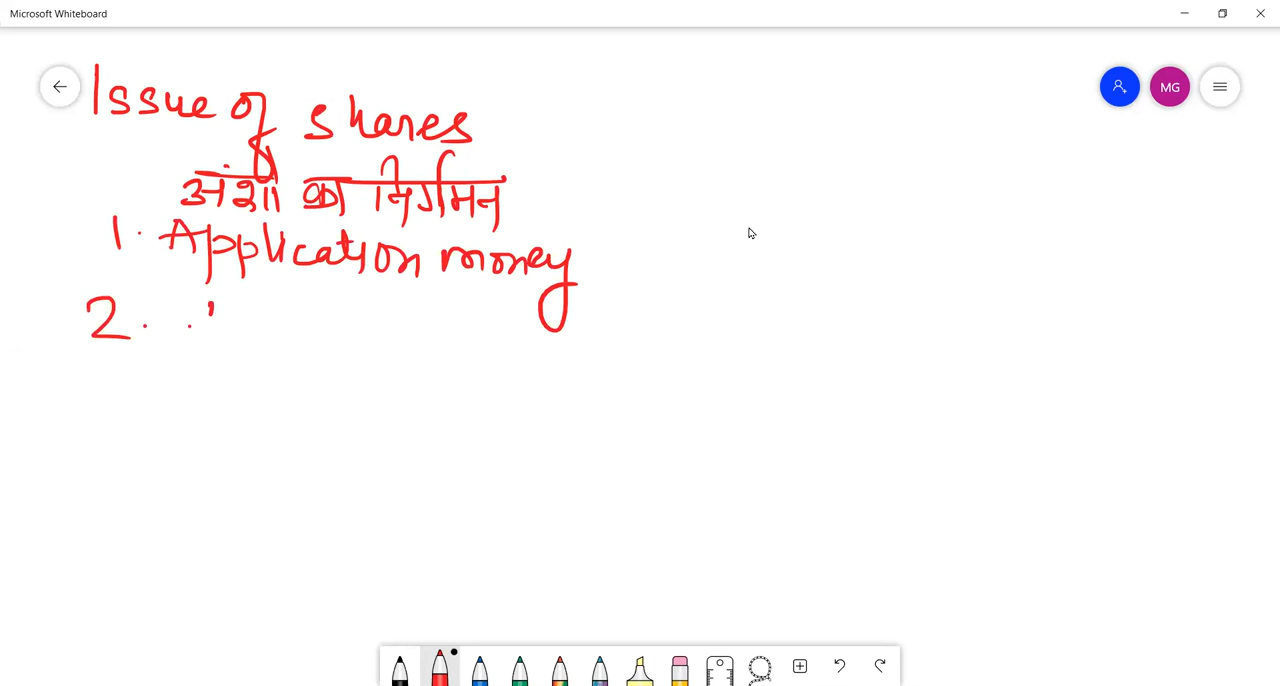 Microsoft Whiteboard
MG
Issue of shares
अंशों का निर्गमन
1. Application money
2.